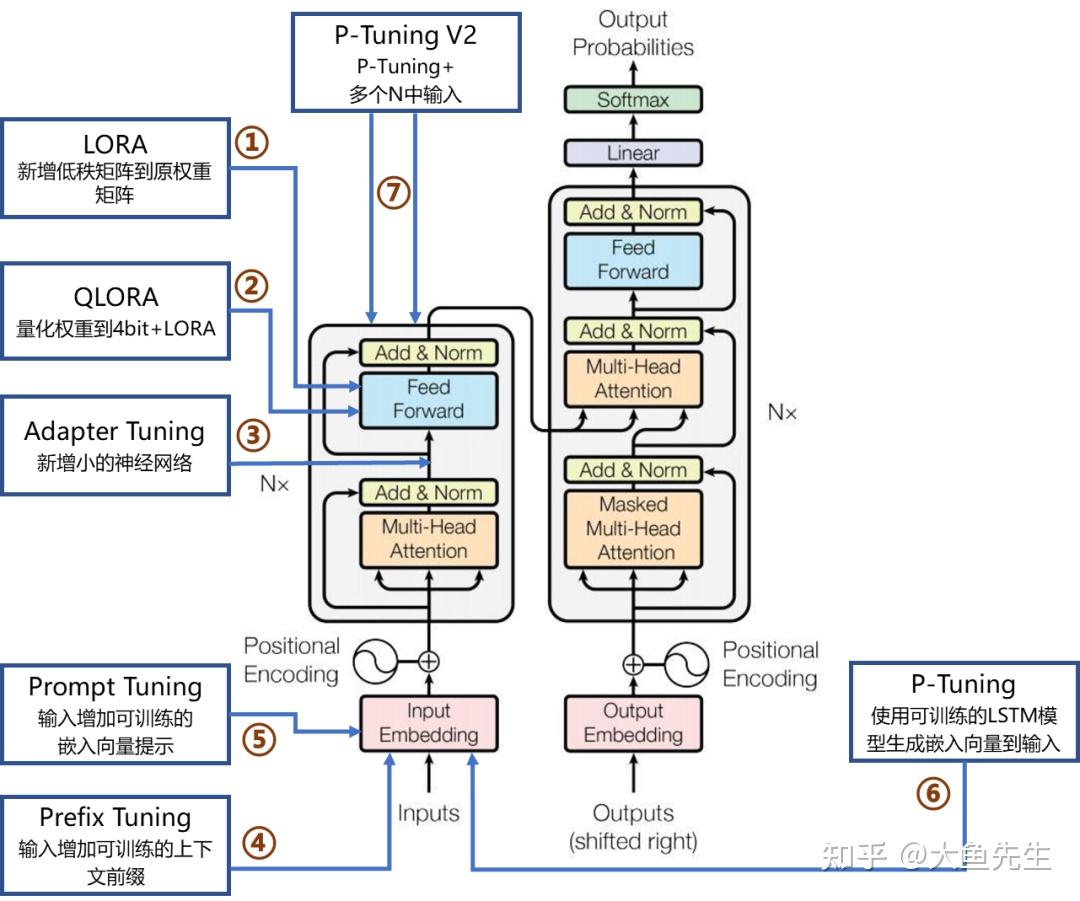 P-Tuning V2
P-Tuning+
多个N中输入
Output
Probabilities
Softmax
Linear
LORA
新增低秩矩阵到原权重
矩阵
①
⑦
Add & Norm
Feed
Forward
QLORA
量化权重到4bit+LORA
②
Add & Norm
Multi-Head
Attention
Add & Norm
Feed
Forward
Nx
Adapter Tuning
新增小的神经网络
③
Nx
Add & Norm
Multi-Head
Attention
Add & Norm
Masked
Multi-Head
Attention
Positional
Encoding
Positional
Encoding
Prompt Tuning
输入增加可训练的
嵌入向量提示
⑤
Input
Embedding
Output
Embedding
P-Tuning
使用可训练的LSTM模
型生成嵌入向量到输入
⑥
Prefix Tuning
输入增加可训练的上下
文前缀
④
Inputs
Outputs
(shifted right)
知乎 @大鱼先生